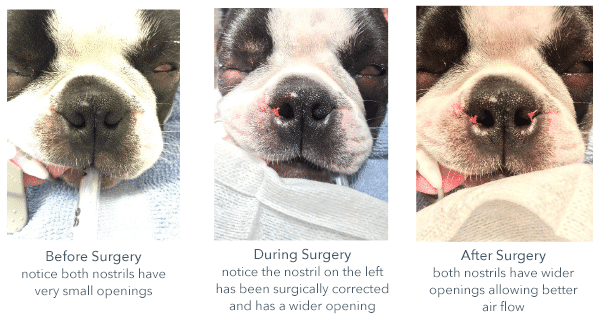 Before Surgery
notice both nostrils have
very small openings
During Surgery
notice the nostril on the left
has been surgically corrected
and has a wider opening
After Surgery
both nostrils have wider
openings allowing better
air flow